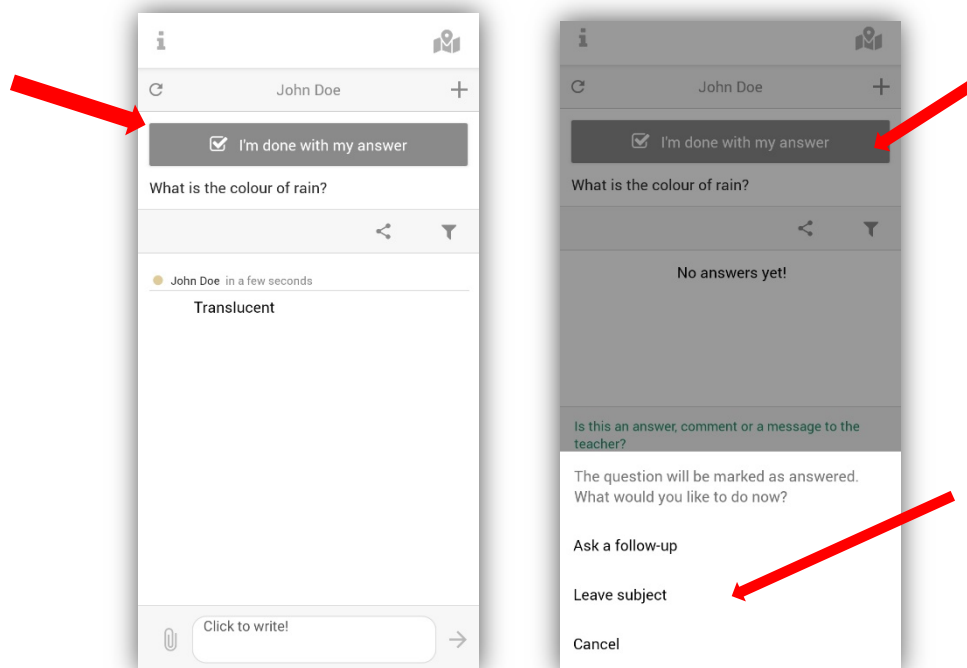 John Doe
I'm done with my answer
What is the colour of rain?
John Doe in a few seconds
Translucent
Click to write!
John Doe
I'm done with my answer
What is the colour of rain?
No answers yet!
Is this an answer, comment or a message to the
teacher?
The question will be marked as answered.
What would you like to do now?
Ask a follow-up
Leave subject
Cancel